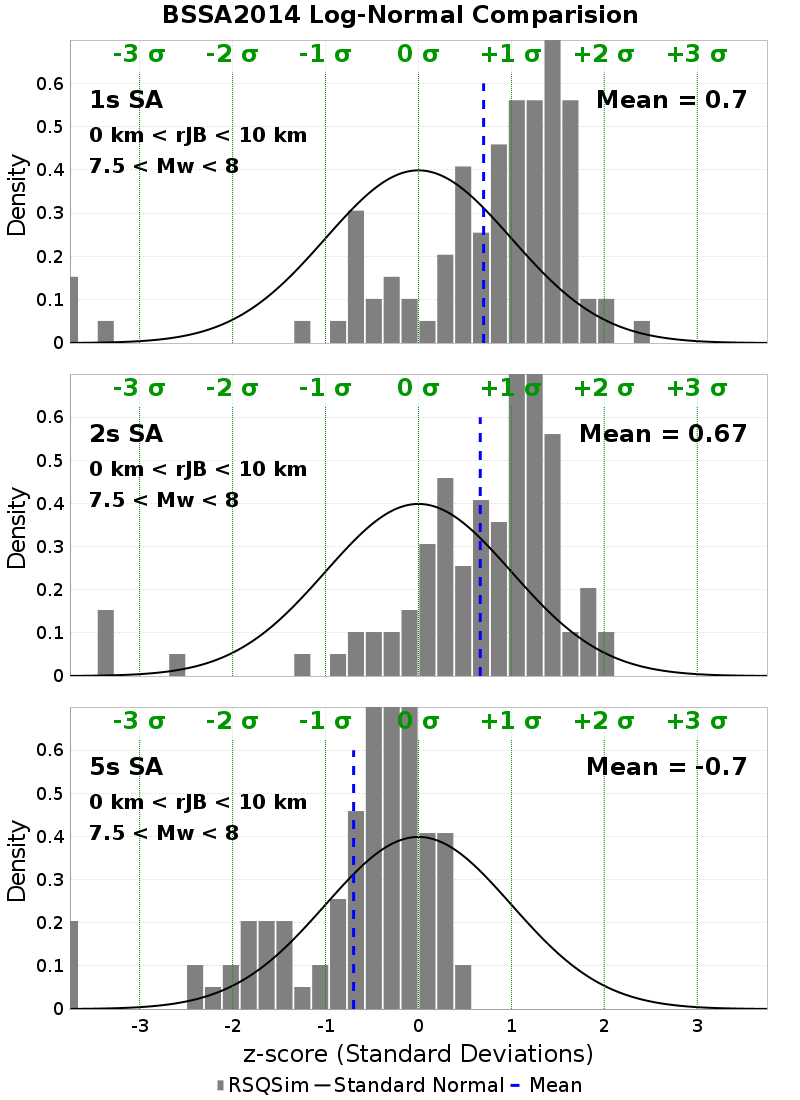 BSSA2014 Log-Normal Comparision
-3 σ -2 σ -1 σ 0 σ +1 σ +2 σ +3 σ
1s SA
Mean = 0.7
0 km < rJB < 10 km
7.5 < Mw < 8
Density
0.6
0.5
0.4
0.3
0.2
0.1
0
-3 σ -2 σ -1 σ 0 σ +1 σ +2 σ +3 σ
2s SA
Mean = 0.67
0 km < rJB < 10 km
7.5 < Mw < 8
Density
0.6
0.5
0.4
0.3
0.2
0.1
0
-3 σ -2 σ -1 σ 0 σ +1 σ +2 σ +3 σ
5s SA
Mean = -0.7
0 km < rJB < 10 km
7.5 < Mw < 8
Density
0.6
0.5
0.4
0.3
0.2
0.1
0
-3 -2 -1 0 1 2 3
z-score (Standard Deviations)
RSQSim Standard Normal Mean